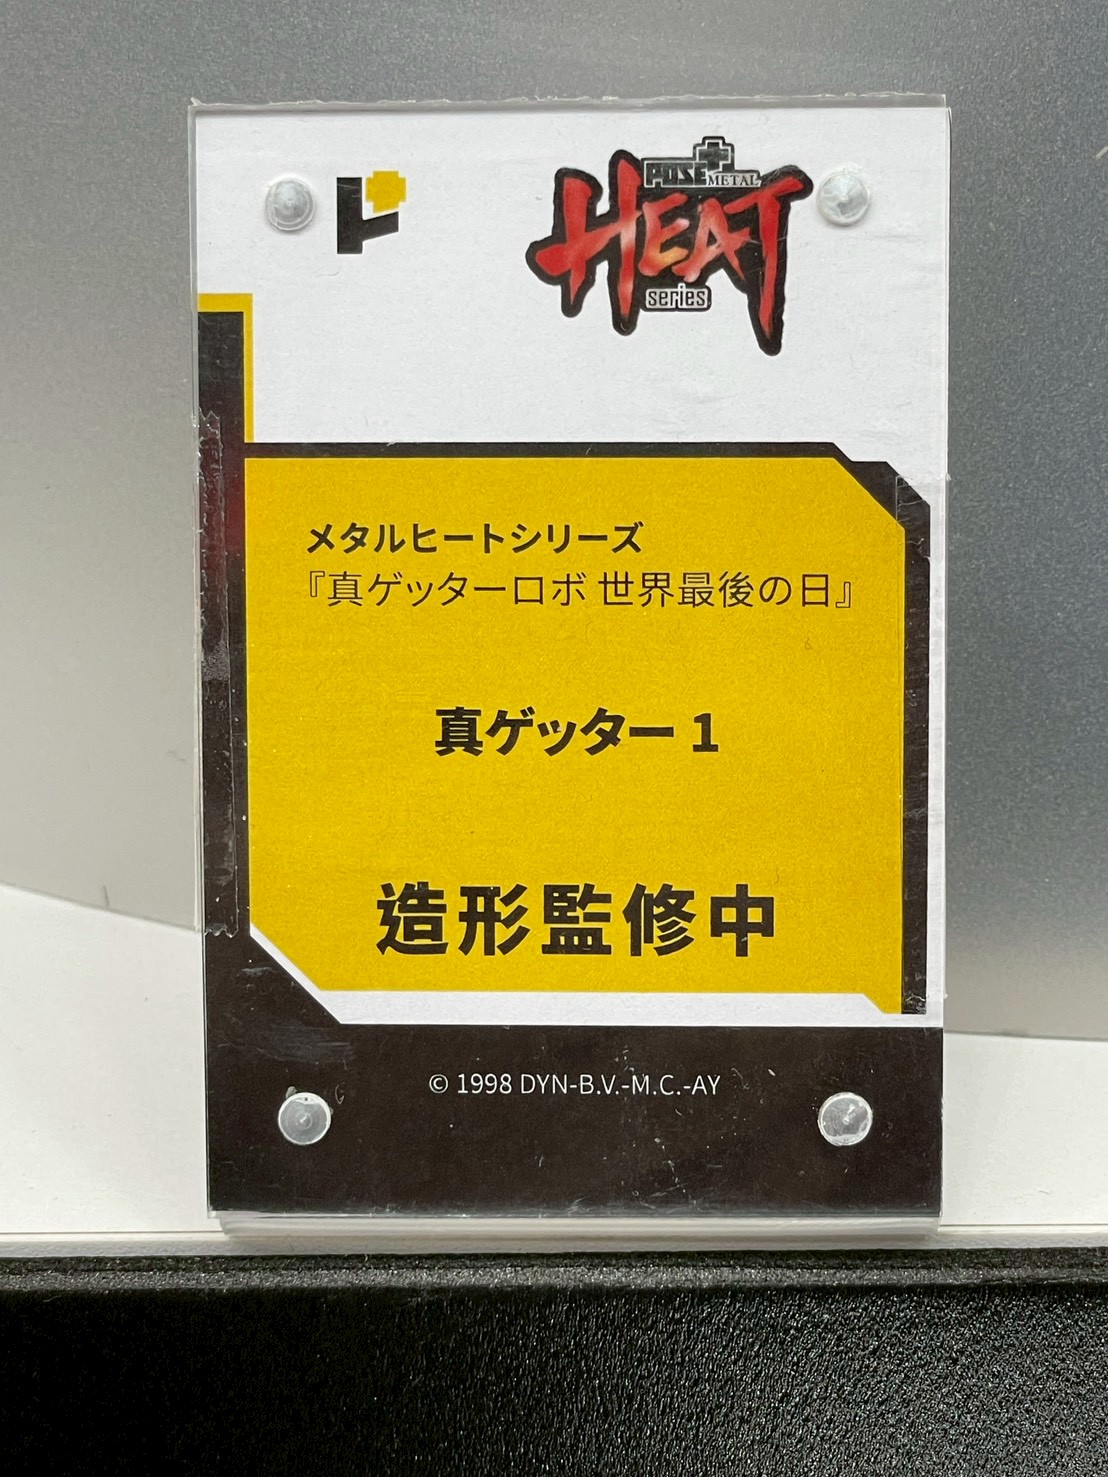 POSE+
METAL
HEAT
series
メタルヒートシリーズ
『真ゲッターロボ 世界最後の日』
真ゲッター 1
造形監修中
© 1998 DYN-B.V.-M.C.-AY